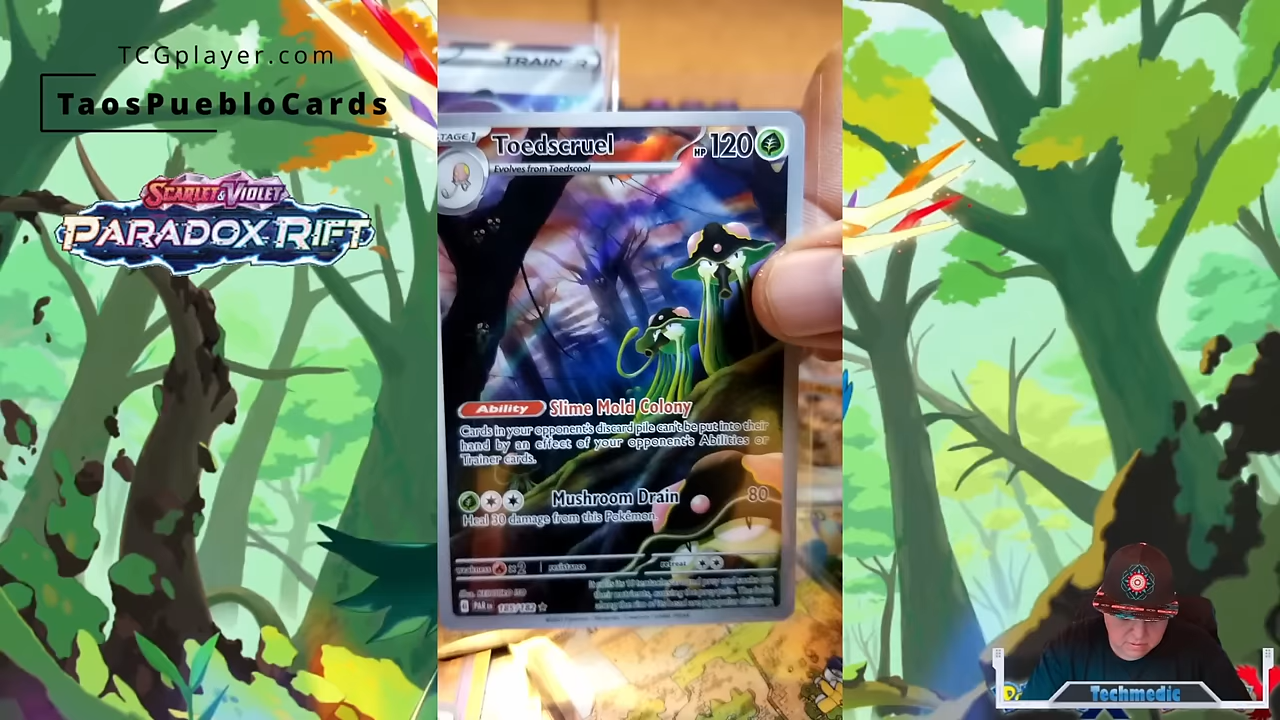 TCGplayer.com
TaosPuebloCards
SCARLET & VIOLET
PARADOX RIFT
TRAINER
STAGE 1
Toedscruel
HP 120
Evolves from Toedscool
Ability Slime Mold Colony
Cards in your opponent's discard pile can't be put into their
hand by an effect of your opponent's Abilities or
Trainer cards.
Mushroom Drain 80
Heal 30 damage from this Pokémon.
weakness ×2 resistance retreat
PAR EN 185/182
Techmedic